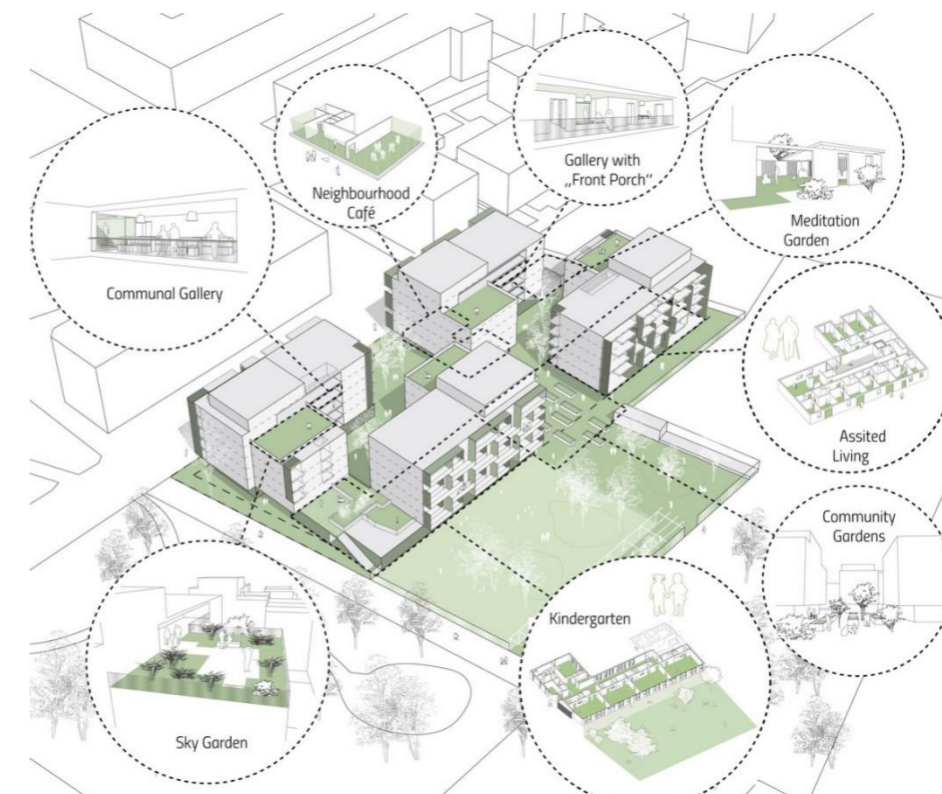 Neighbourhood
Café
Gallery with
„Front Porch"
Meditation
Garden
Communal Gallery
Assited
Living
Community
Gardens
Kindergarten
Sky Garden